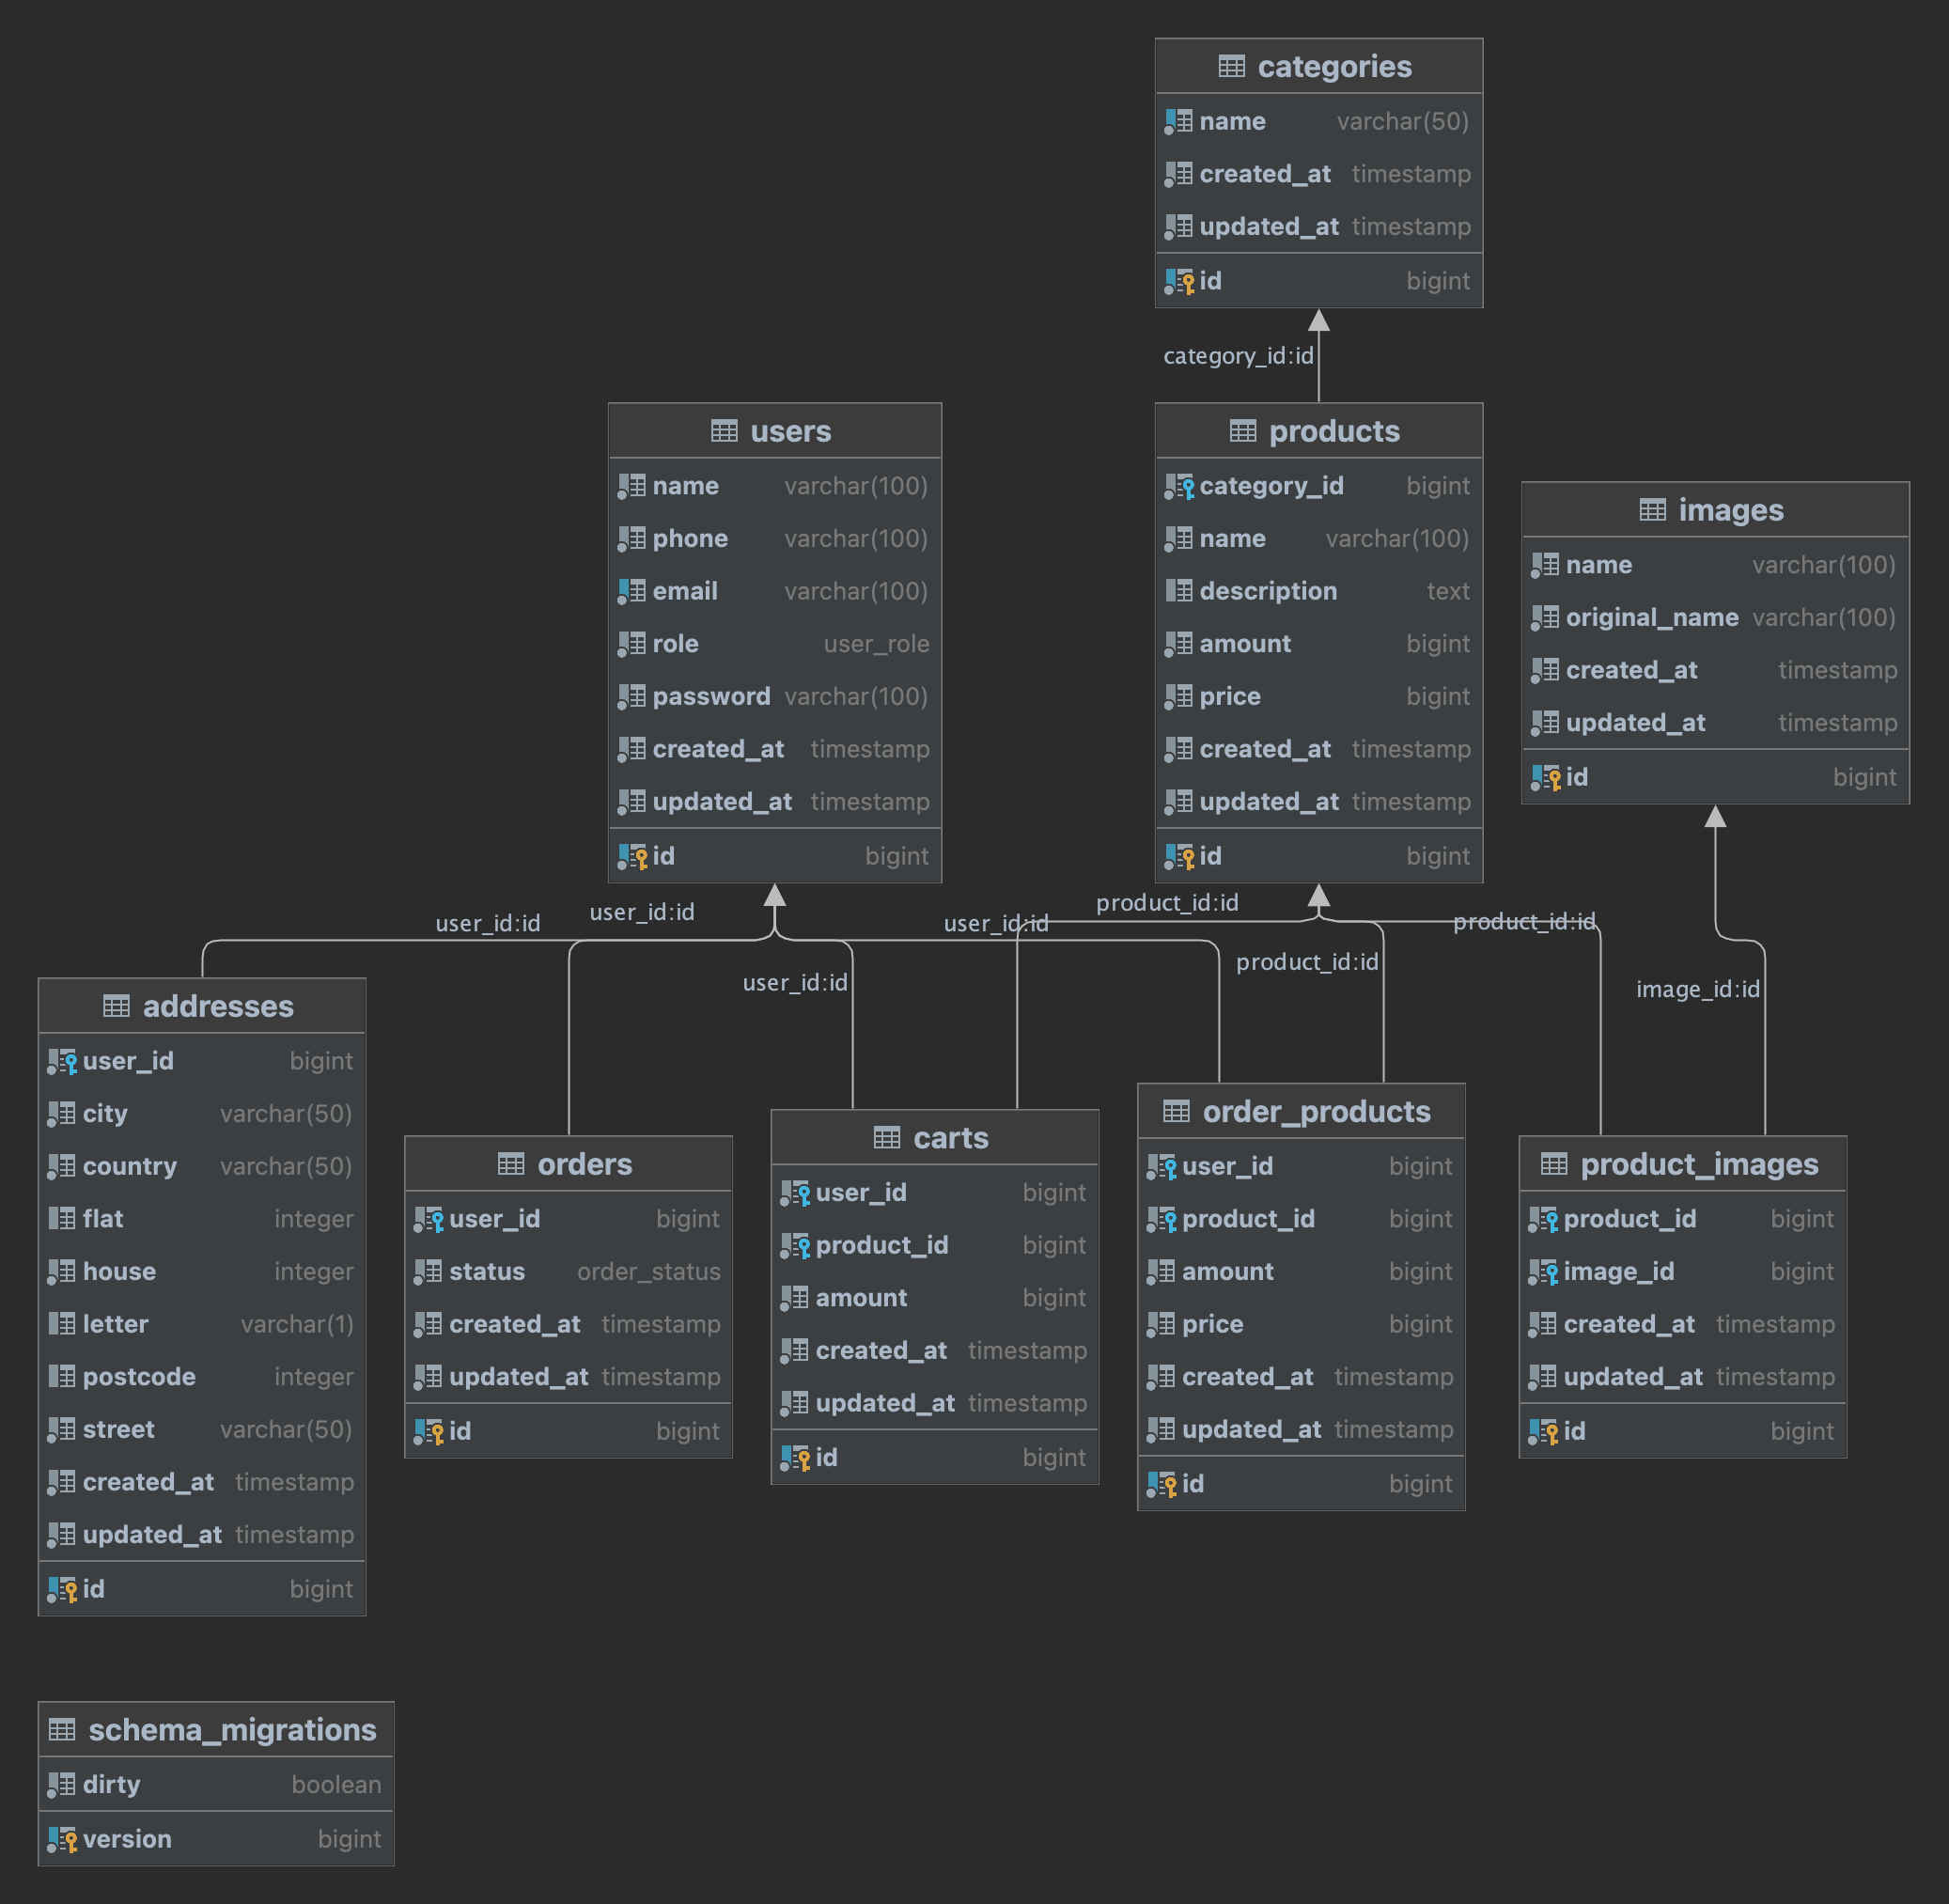 categories
name varchar(50)
created_at timestamp
updated_at timestamp
id bigint
category_id:id
users
name varchar(100)
phone varchar(100)
email varchar(100)
role user_role
password varchar(100)
created_at timestamp
updated_at timestamp
id bigint
products
category_id bigint
name varchar(100)
description text
amount bigint
price bigint
created_at timestamp
updated_at timestamp
id bigint
images
name varchar(100)
original_name varchar(100)
created_at timestamp
updated_at timestamp
id bigint
user_id:id
user_id:id
user_id:id
user_id:id
product_id:id
product_id:id
product_id:id
image_id:id
addresses
user_id bigint
city varchar(50)
country varchar(50)
flat integer
house integer
letter varchar(1)
postcode integer
street varchar(50)
created_at timestamp
updated_at timestamp
id bigint
orders
user_id bigint
status order_status
created_at timestamp
updated_at timestamp
id bigint
carts
user_id bigint
product_id bigint
amount bigint
created_at timestamp
updated_at timestamp
id bigint
order_products
user_id bigint
product_id bigint
amount bigint
price bigint
created_at timestamp
updated_at timestamp
id bigint
product_images
product_id bigint
image_id bigint
created_at timestamp
updated_at timestamp
id bigint
schema_migrations
dirty boolean
version bigint